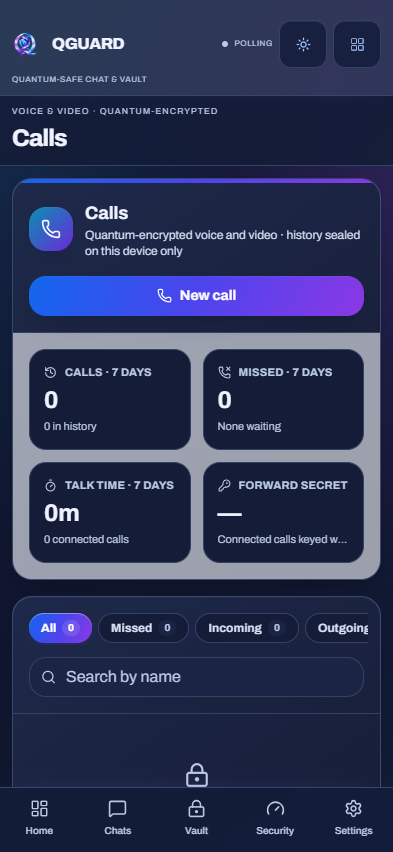 QGUARD
POLLING
QUANTUM-SAFE CHAT & VAULT
VOICE & VIDEO · QUANTUM-ENCRYPTED
Calls
Calls
Quantum-encrypted voice and video · history sealed
on this device only
New call
CALLS · 7 DAYS
0
0 in history
MISSED · 7 DAYS
0
None waiting
TALK TIME · 7 DAYS
0m
0 connected calls
FORWARD SECRET
—
Connected calls keyed w...
All 0
Missed 0
Incoming 0
Outgoing
Search by name
Home
Chats
Vault
Security
Settings